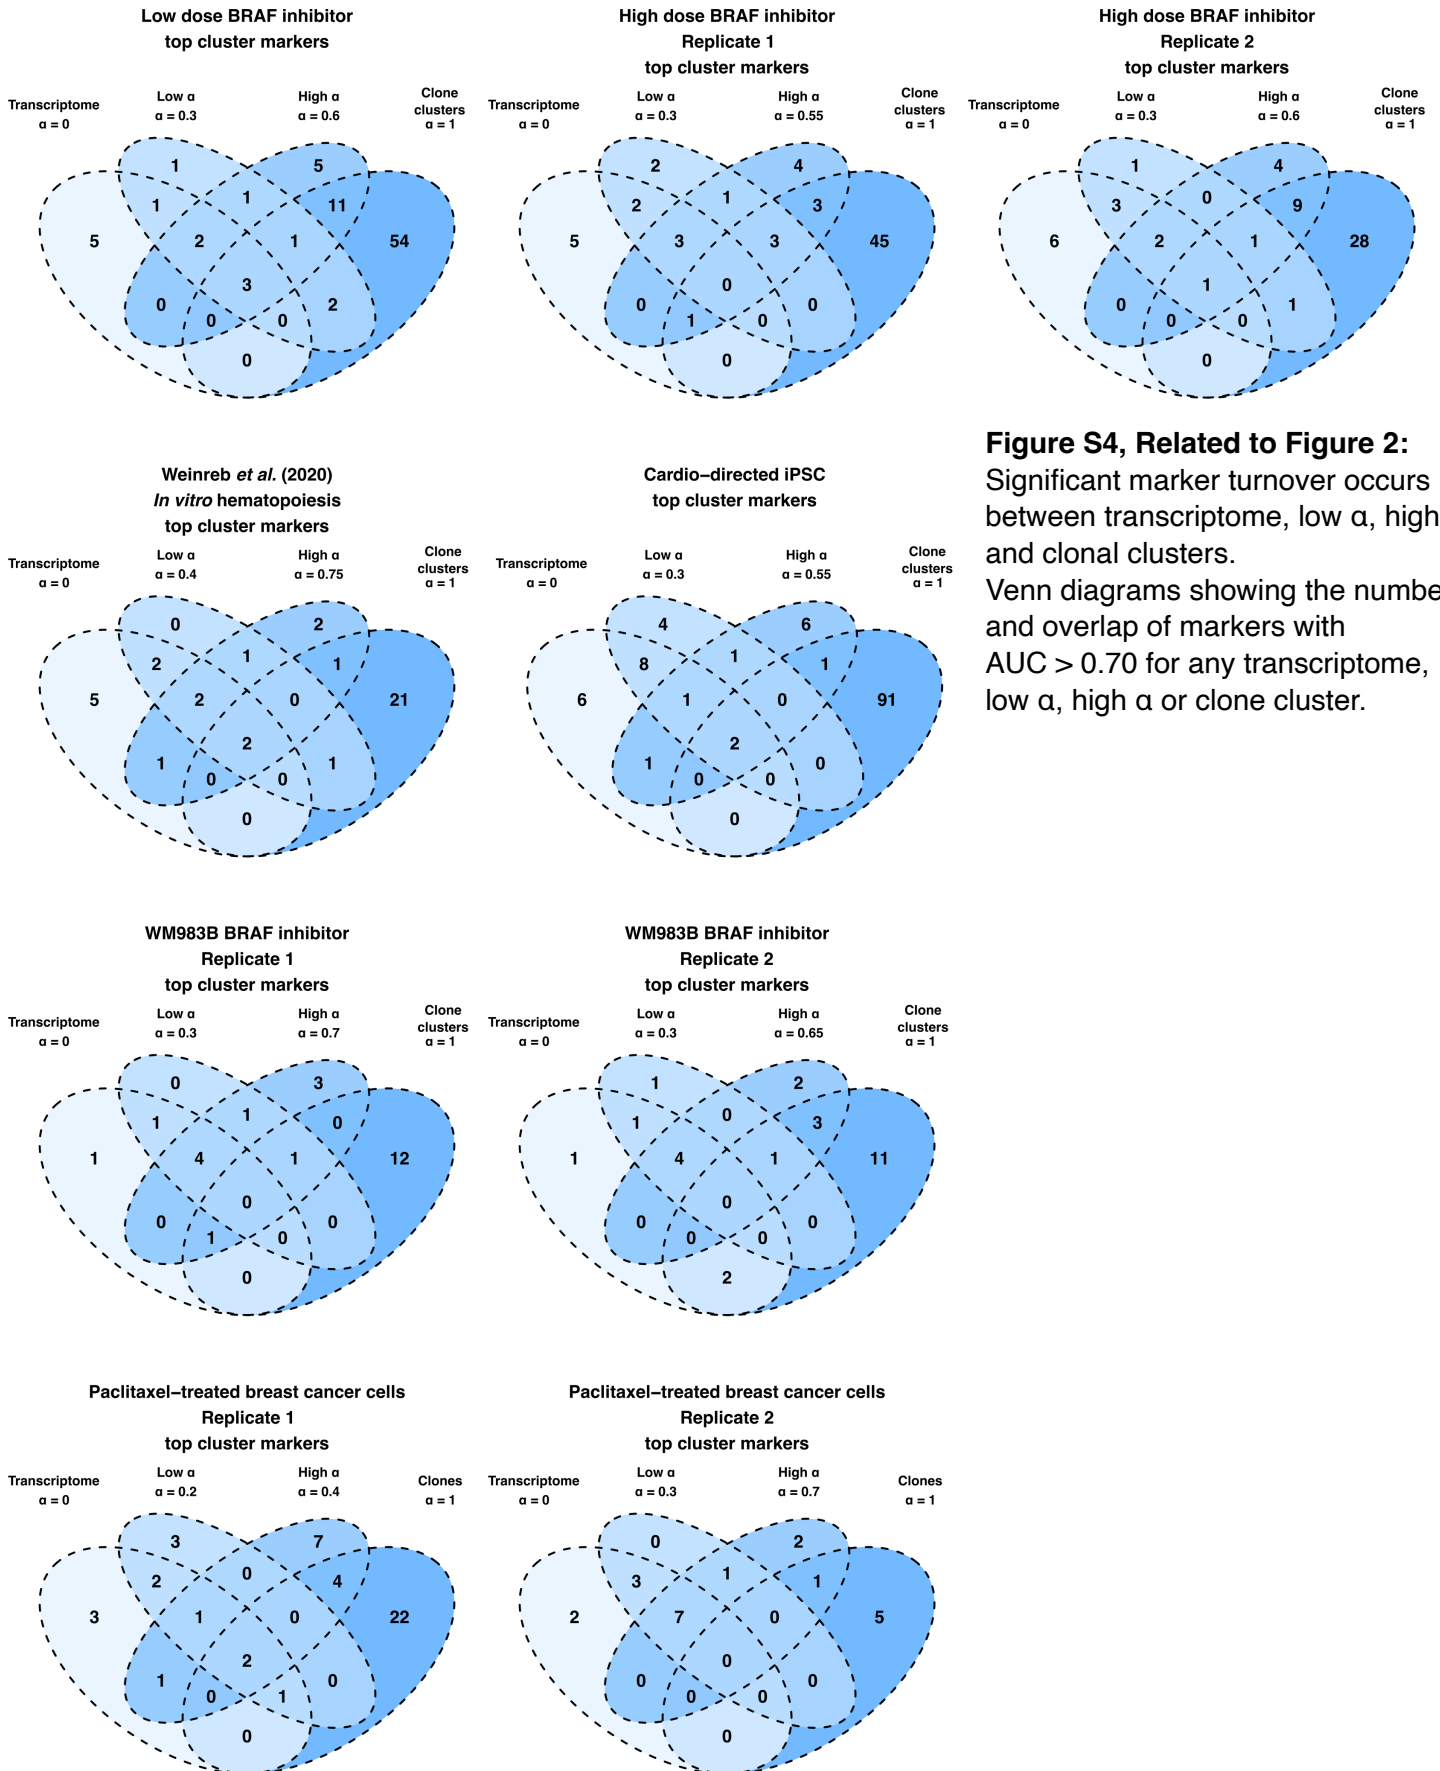 Low dose BRAF inhibitor
top cluster markers
Transcriptome
α = 0
Low α
α = 0.3
High α
α = 0.6
Clone
clusters
α = 1
1
5
1
1
11
5
2
1
54
3
0
2
0
0
0
High dose BRAF inhibitor
Replicate 1
top cluster markers
Transcriptome
α = 0
Low α
α = 0.3
High α
α = 0.55
Clone
clusters
α = 1
2
4
2
1
3
5
3
3
45
0
0
0
1
0
0
High dose BRAF inhibitor
Replicate 2
top cluster markers
Transcriptome
α = 0
Low α
α = 0.3
High α
α = 0.6
Clone
clusters
α = 1
1
4
3
0
9
6
2
1
28
1
0
1
0
0
0
Figure S4, Related to Figure 2:
Significant marker turnover occurs
between transcriptome, low α, high
and clonal clusters.
Venn diagrams showing the numbe
and overlap of markers with
AUC > 0.70 for any transcriptome,
low α, high α or clone cluster.
Weinreb et al. (2020)
In vitro hematopoiesis
top cluster markers
Transcriptome
α = 0
Low α
α = 0.4
High α
α = 0.75
Clone
clusters
α = 1
0
2
2
1
1
5
2
0
21
2
1
1
0
0
0
Cardio−directed iPSC
top cluster markers
Transcriptome
α = 0
Low α
α = 0.3
High α
α = 0.55
Clone
clusters
α = 1
4
6
8
1
1
6
1
0
91
2
1
0
0
0
0
WM983B BRAF inhibitor
Replicate 1
top cluster markers
Transcriptome
α = 0
Low α
α = 0.3
High α
α = 0.7
Clone
clusters
α = 1
0
3
1
1
0
1
4
1
12
0
0
0
1
0
0
WM983B BRAF inhibitor
Replicate 2
top cluster markers
Transcriptome
α = 0
Low α
α = 0.3
High α
α = 0.65
Clone
clusters
α = 1
1
2
1
0
3
1
4
1
11
0
0
0
0
0
2
Paclitaxel−treated breast cancer cells
Replicate 1
top cluster markers
Transcriptome
α = 0
Low α
α = 0.2
High α
α = 0.4
Clones
α = 1
3
7
2
0
4
3
1
0
22
2
1
0
0
1
0
Paclitaxel−treated breast cancer cells
Replicate 2
top cluster markers
Transcriptome
α = 0
Low α
α = 0.3
High α
α = 0.7
Clones
α = 1
0
2
3
1
1
2
7
0
5
0
0
0
0
0
0